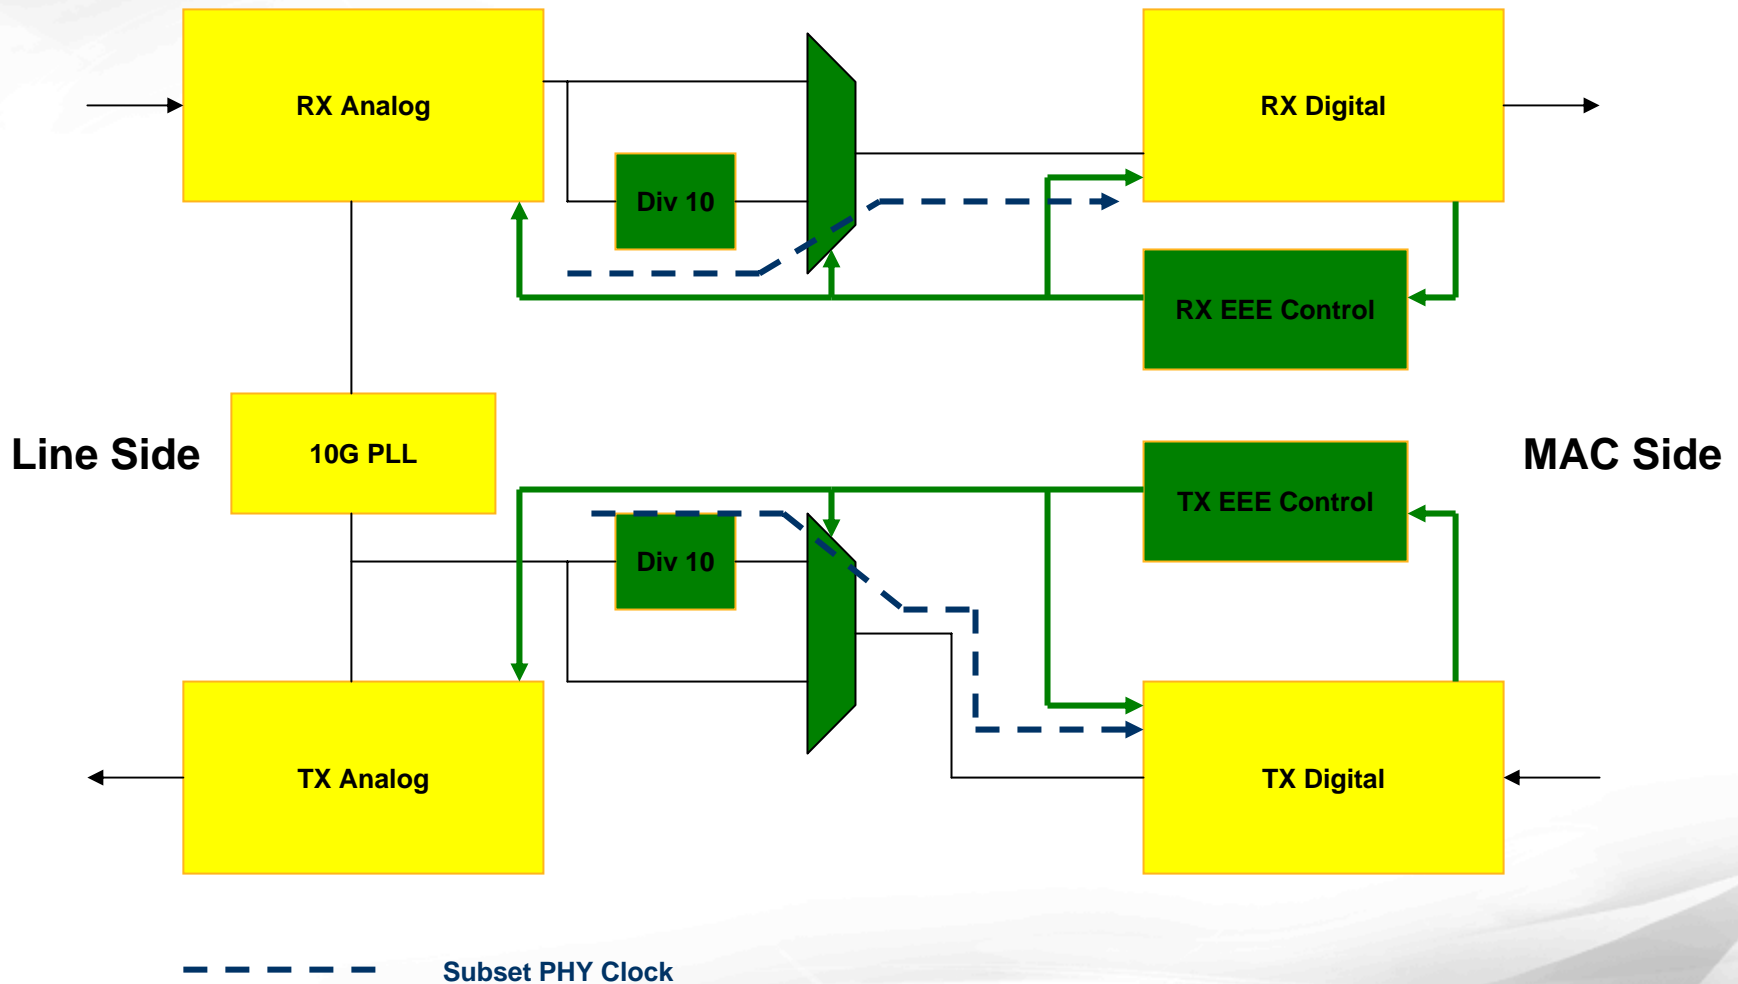 RX Analog
RX Digital
Div 10
RX EEE Control
Line Side
10G PLL
MAC Side
TX EEE Control
Div 10
TX Analog
TX Digital
Subset PHY Clock